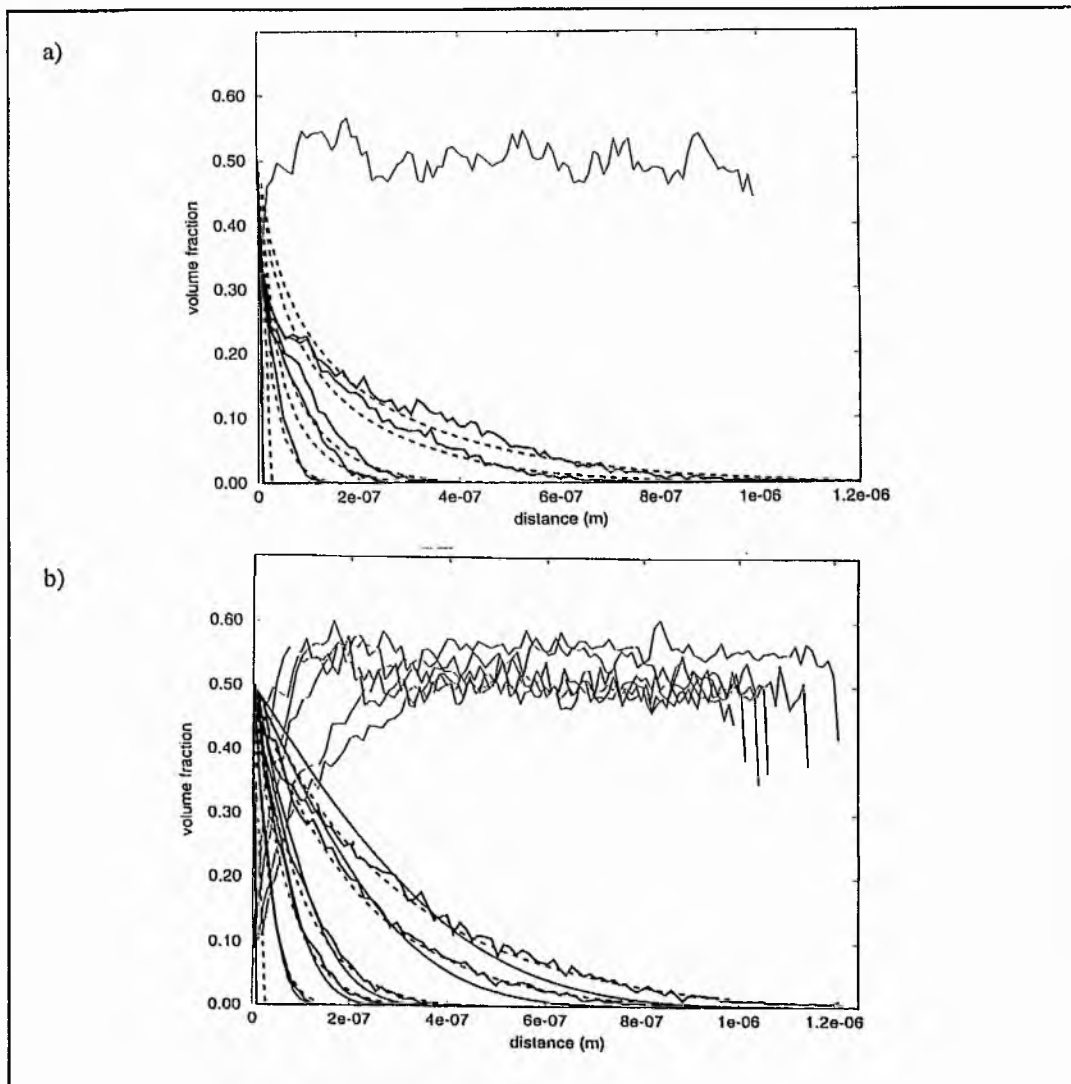 a)
0.60
0.50
0.40
0.30
0.20
0.10
0.00
volume fraction
0
2e-07
4e-07
6e-07
8e-07
1e-06
1.2e-06
distance (m)
b)
0.60
0.50
0.40
0.30
0.20
0.10
0.00
volume fraction
0
2e-07
4e-07
6e-07
8e-07
1e-06
1.2e-06
distance (m)